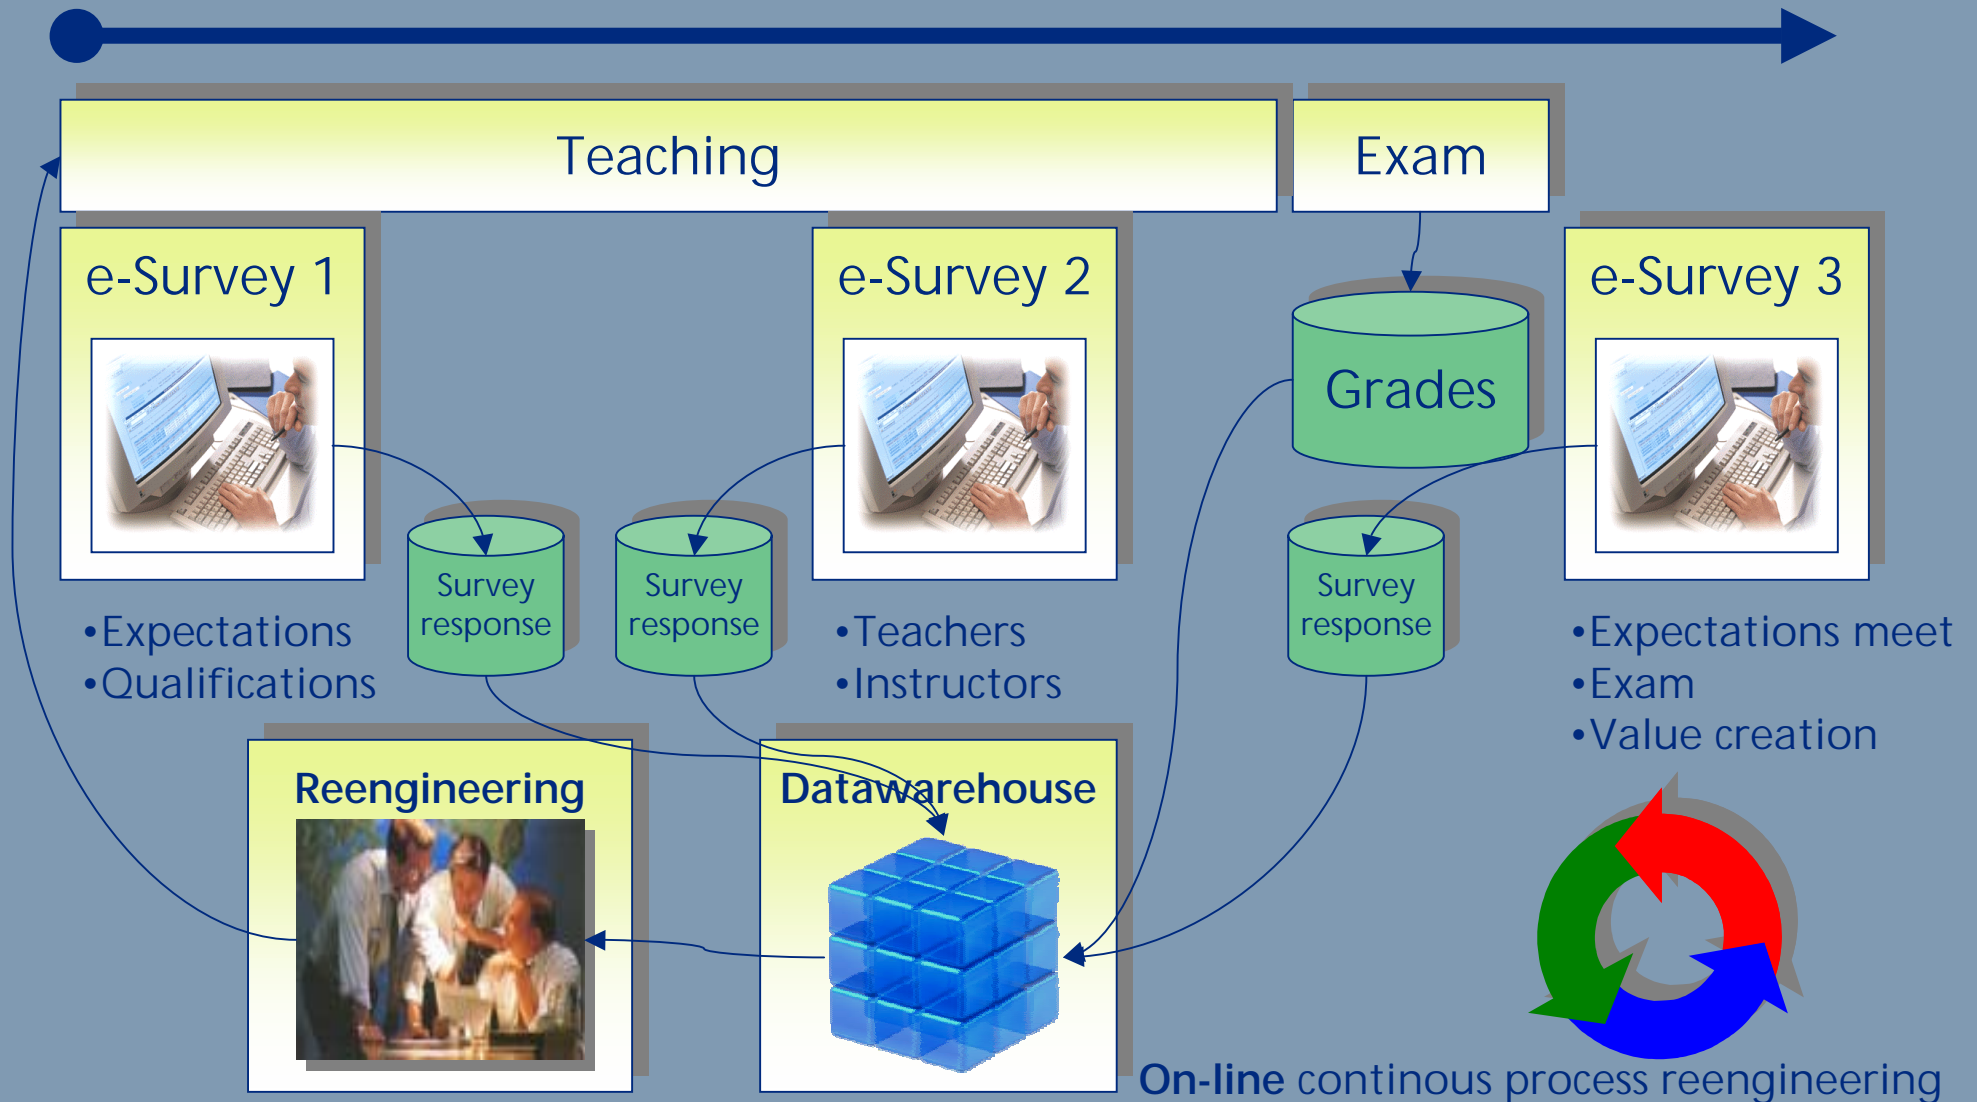 Teaching
Exam
e-Survey 1
e-Survey 2
e-Survey 3
Grades
Survey
response
Survey
response
Survey
response
•Expectations
•Qualifications
•Teachers
•Instructors
•Expectations meet
•Exam
•Value creation
Reengineering
Datawarehouse
On-line continous process reengineering